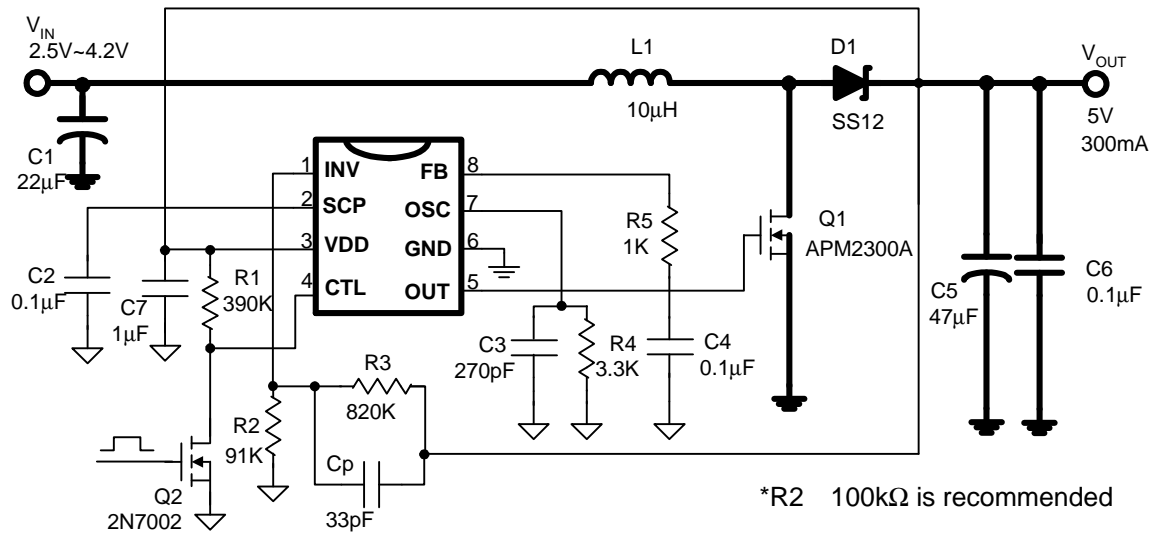 V_IN
2.5V~4.2V
L1
10μH
D1
SS12
V_OUT
5V
300mA
C1
22μF
1
INV
FB
8
2
SCP
OSC
7
3
VDD
GND
6
4
CTL
OUT
5
R5
1K
Q1
APM2300A
C2
0.1μF
C7
1μF
R1
390K
C5
47μF
C6
0.1μF
C3
270pF
R4
3.3K
C4
0.1μF
R3
820K
R2
91K
Cp
33pF
Q2
2N7002
*R2 100kΩ is recommended